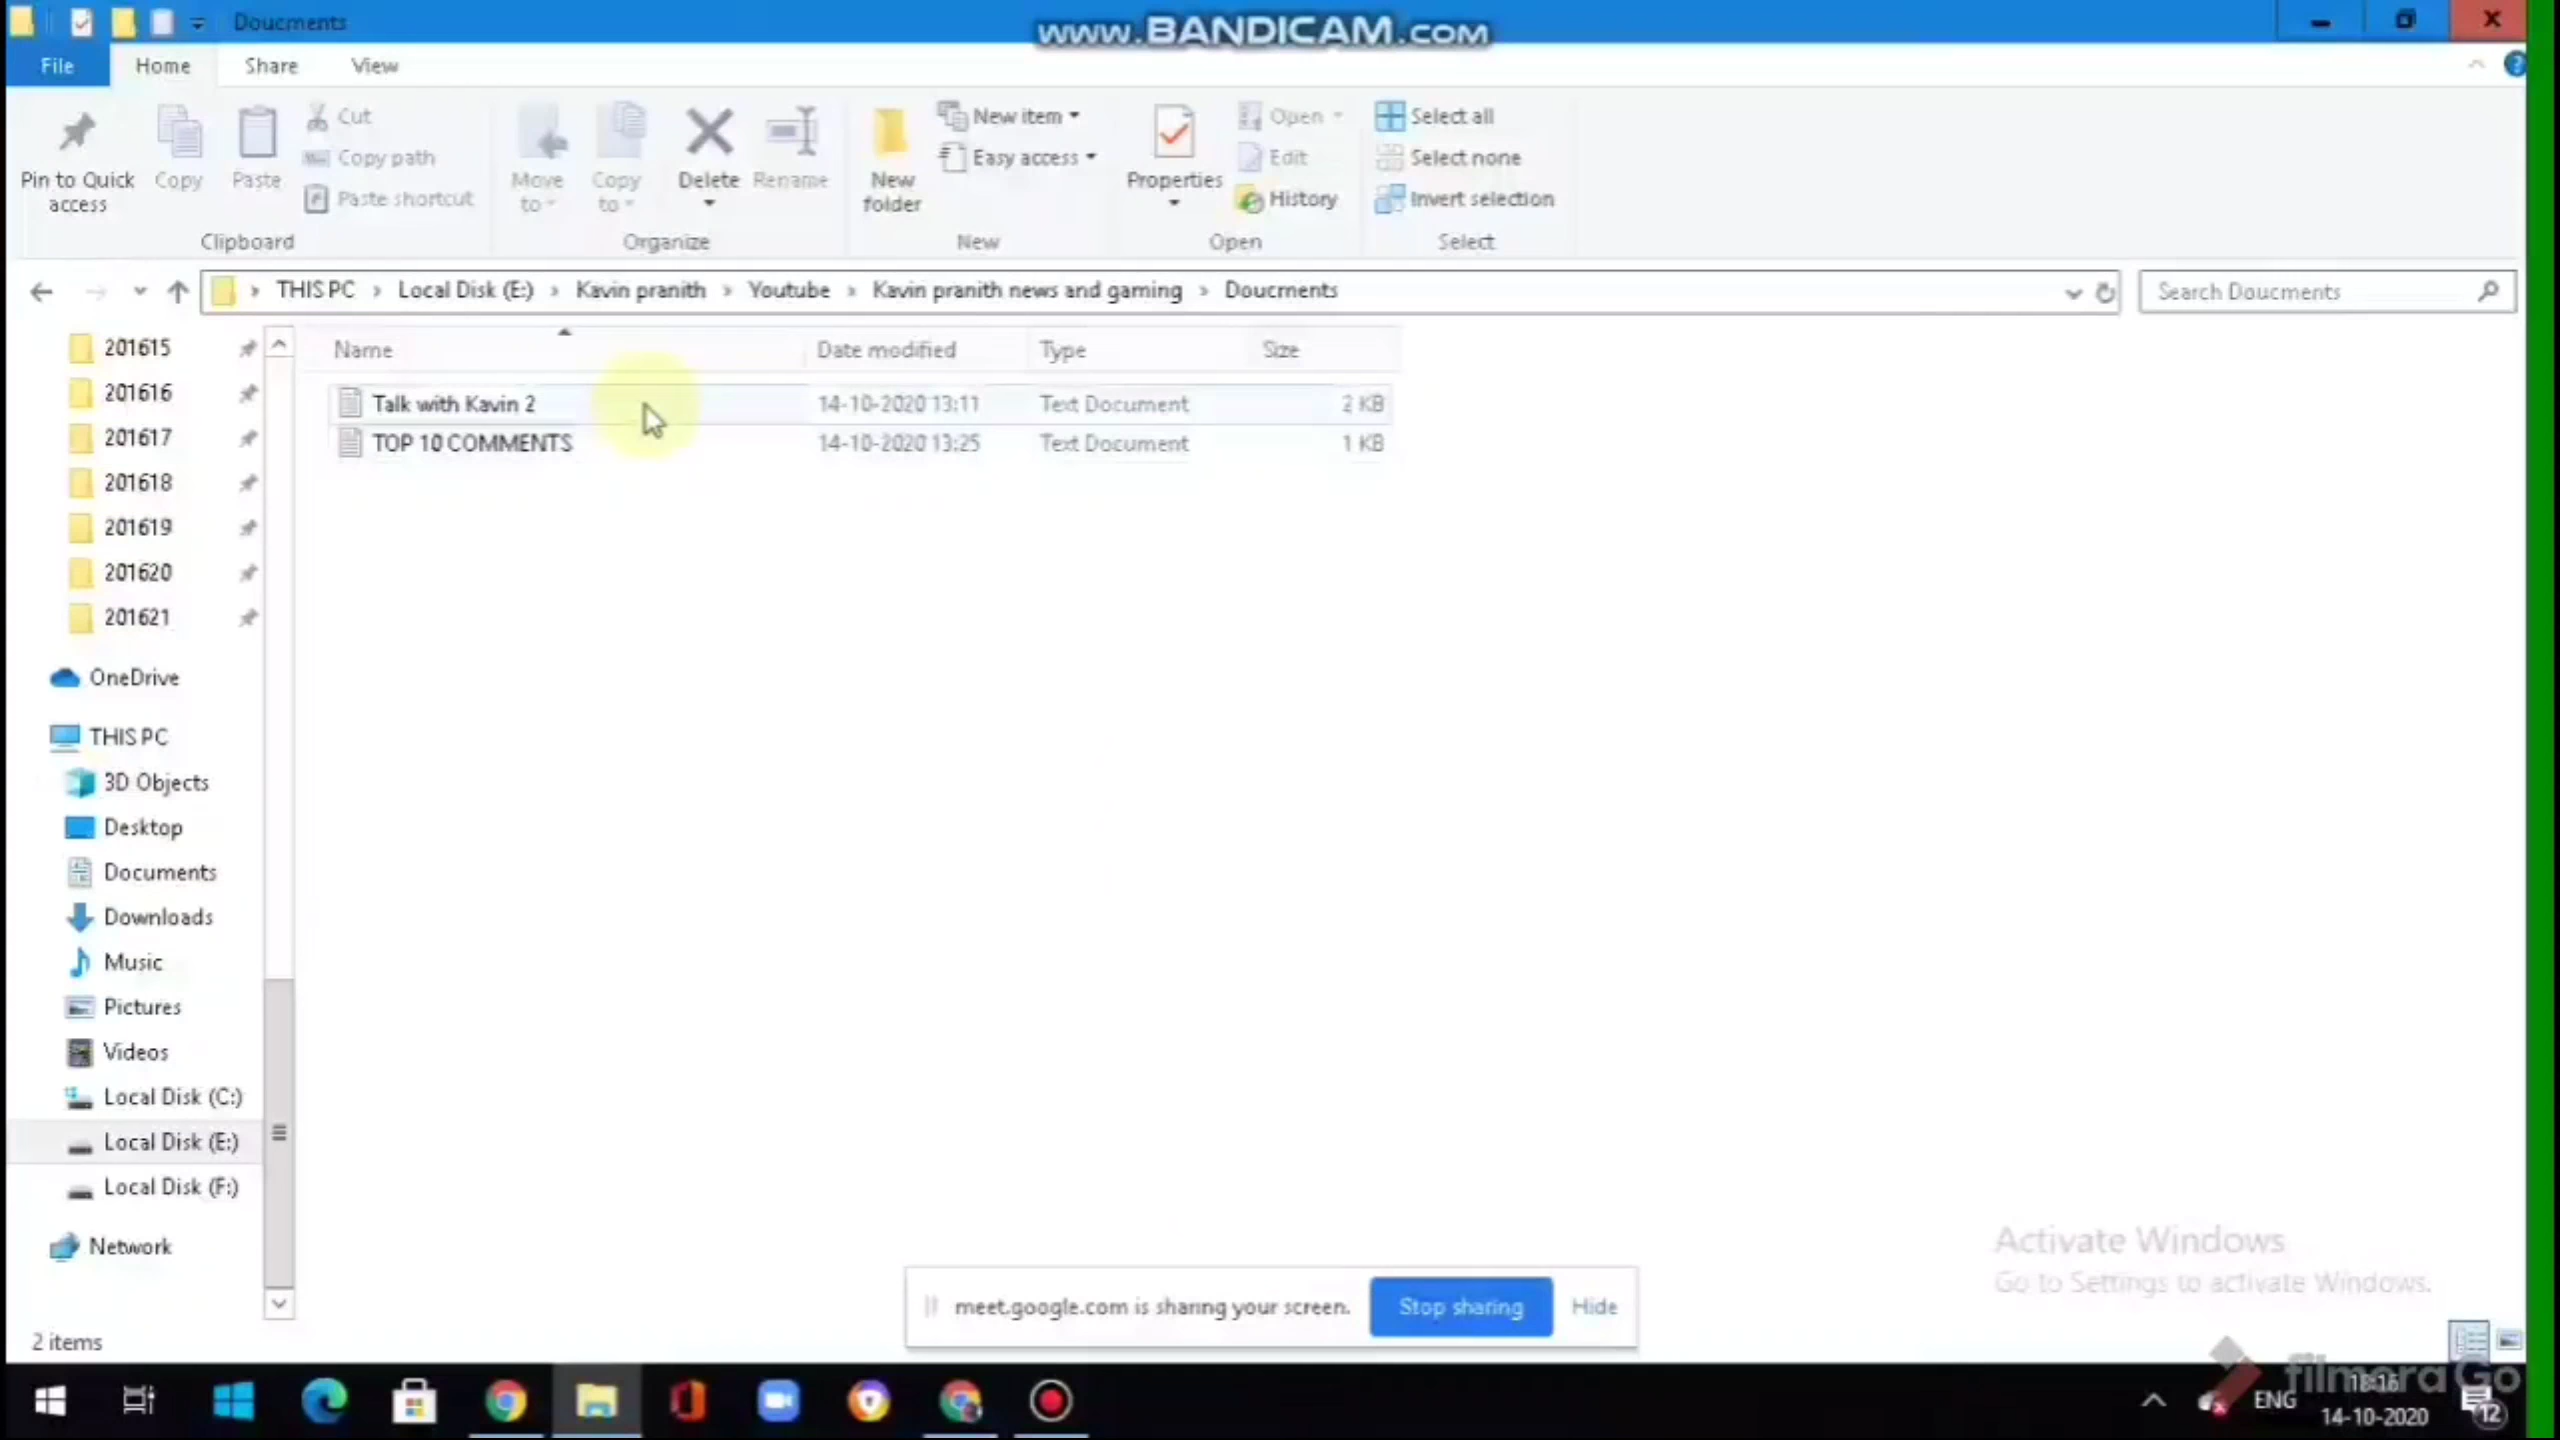 Doucments
www.BANDICAM.com
File Home Share View
Pin to Quick access
Copy
Paste
Cut
Copy path
Paste shortcut
Clipboard
Move to
Copy to
Delete
Rename
Organize
New folder
New item
Easy access
New
Properties
Open
Edit
History
Open
Select all
Select none
Invert selection
Select
THIS PC > Local Disk (E:) > Kavin pranith > Youtube > Kavin pranith news and gaming > Doucments
Search Doucments
Name Date modified Type Size
Talk with Kavin 2 14-10-2020 13:11 Text Document 2 KB
TOP 10 COMMENTS 14-10-2020 13:25 Text Document 1 KB
201615
201616
201617
201618
201619
201620
201621
OneDrive
THIS PC
3D Objects
Desktop
Documents
Downloads
Music
Pictures
Videos
Local Disk (C:)
Local Disk (E:)
Local Disk (F:)
Network
2 items
meet.google.com is sharing your screen. Stop sharing Hide
Activate Windows
Go to Settings to activate Windows.
filmora Go
ENG
18:16
14-10-2020
12